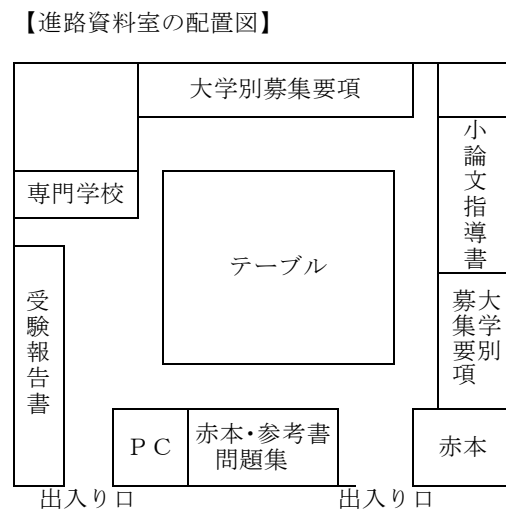 【進路資料室の配置図】
大学別募集要項
専門学校
小論文指導書
テーブル
受験報告書
大学別
募集要項
ＰＣ
赤本・参考書
問題集
赤本
出入り口
出入り口